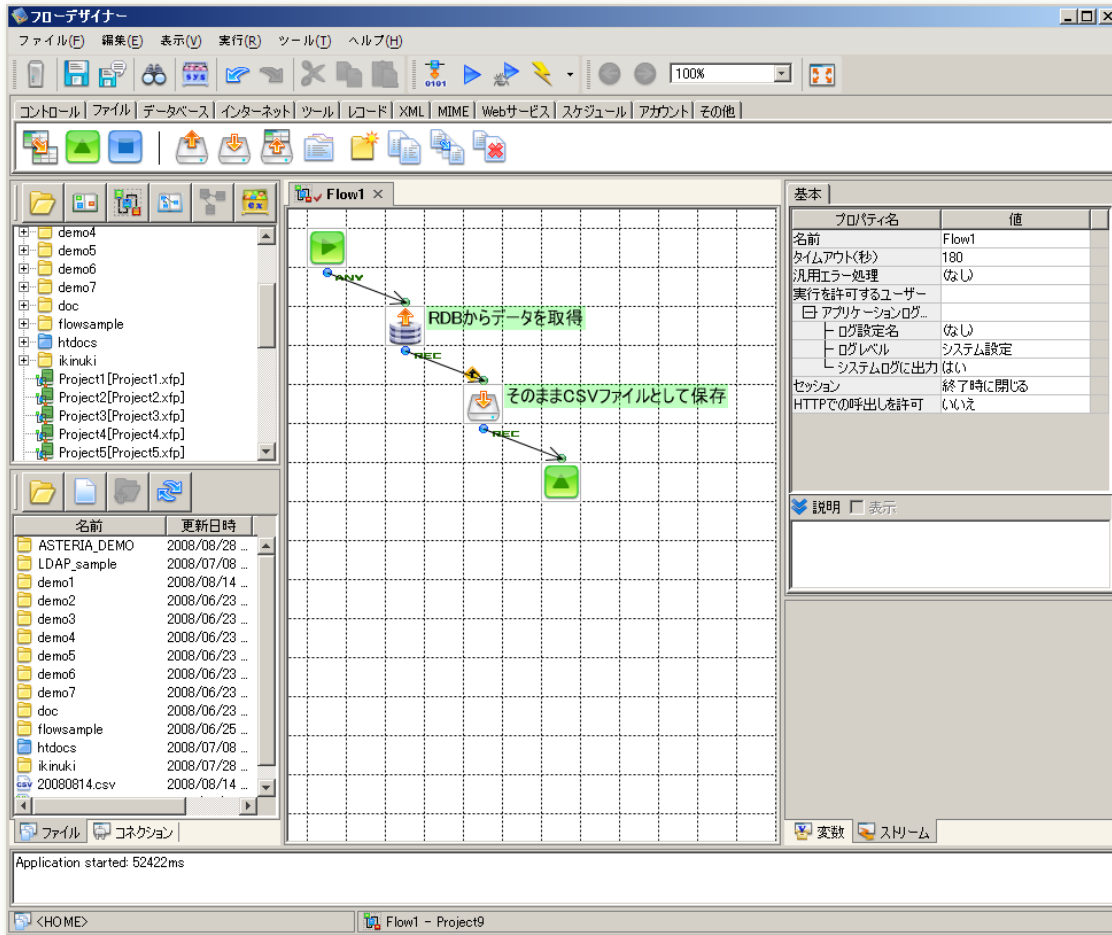 フローデザイナー
ファイル(F) 編集(E) 表示(V) 実行(R) ツール(T) ヘルプ(H)
sys
0101
100%
コントロール ファイル データベース インターネット ツール レコード XML MIME Webサービス スケジュール アカウント その他
ex
demo4
demo5
demo6
demo7
doc
flowsample
htdocs
ikinuki
Project1[Project1.xfp]
Project2[Project2.xfp]
Project3[Project3.xfp]
Project4[Project4.xfp]
Project5[Project5.xfp]
名前 更新日時
ASTERIA_DEMO 2008/08/28 ...
LDAP_sample 2008/07/08 ...
demo1 2008/08/14 ...
demo2 2008/06/23 ...
demo3 2008/06/23 ...
demo4 2008/06/23 ...
demo5 2008/06/23 ...
demo6 2008/06/23 ...
demo7 2008/06/23 ...
doc 2008/06/23 ...
flowsample 2008/06/25 ...
htdocs 2008/07/08 ...
ikinuki 2008/07/28 ...
csv 20080814.csv 2008/08/14 ...
ファイル コネクション
Flow1 ×
ANY
RDBからデータを取得
REC
そのままCSVファイルとして保存
REC
基本
プロパティ名 値
名前 Flow1
タイムアウト(秒) 180
汎用エラー処理 (なし)
実行を許可するユーザー
アプリケーションログ...
ログ設定名 (なし)
ログレベル システム設定
システムログに出力 はい
セッション 終了時に閉じる
HTTPでの呼出しを許可 いいえ
説明 表示
変数 ストリーム
Application started: 52422ms
<HOME>
Flow1 - Project9